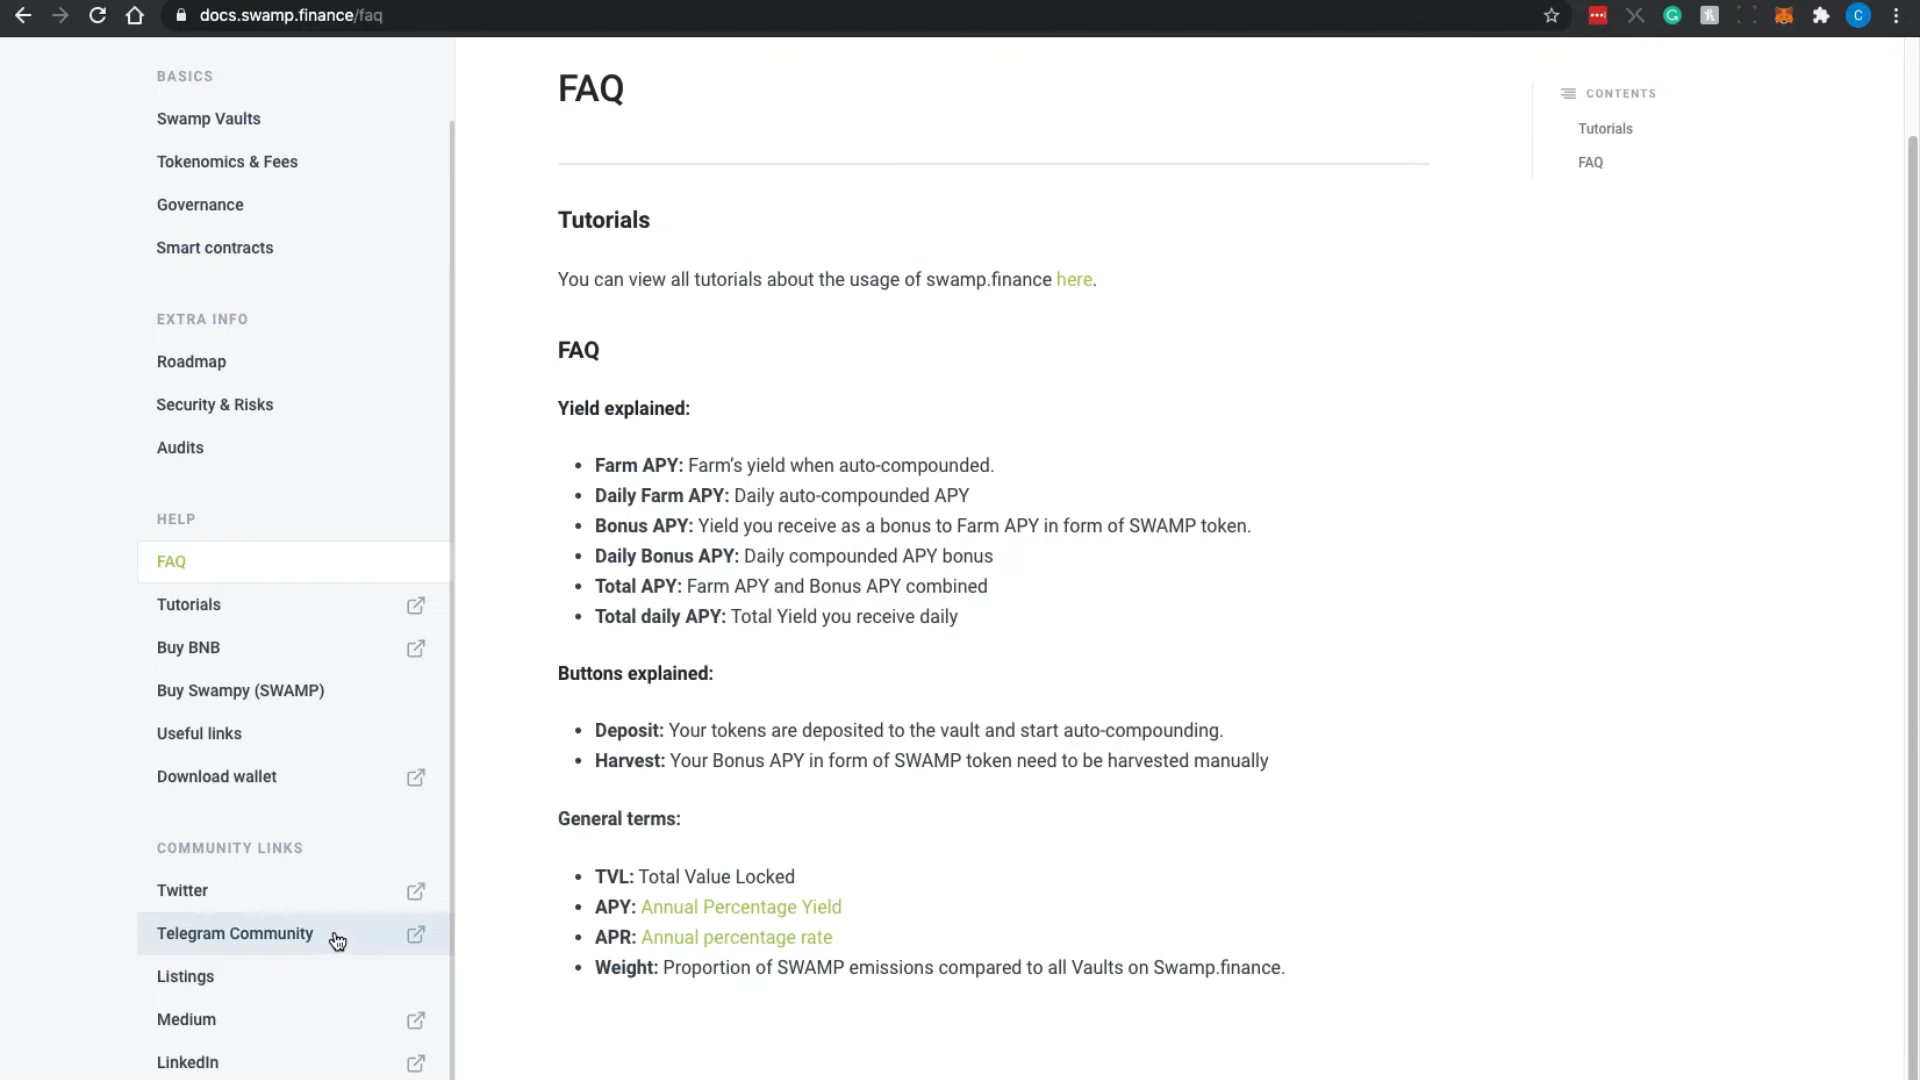 docs.swamp.finance/faq
C
BASICS
Swamp Vaults
Tokenomics & Fees
Governance
Smart contracts
EXTRA INFO
Roadmap
Security & Risks
Audits
HELP
FAQ
Tutorials
Buy BNB
Buy Swampy (SWAMP)
Useful links
Download wallet
COMMUNITY LINKS
Twitter
Telegram Community
Listings
Medium
LinkedIn
FAQ
Tutorials
You can view all tutorials about the usage of swamp.finance here.
FAQ
Yield explained:
• Farm APY: Farm’s yield when auto-compounded.
• Daily Farm APY: Daily auto-compounded APY
• Bonus APY: Yield you receive as a bonus to Farm APY in form of SWAMP token.
• Daily Bonus APY: Daily compounded APY bonus
• Total APY: Farm APY and Bonus APY combined
• Total daily APY: Total Yield you receive daily
Buttons explained:
• Deposit: Your tokens are deposited to the vault and start auto-compounding.
• Harvest: Your Bonus APY in form of SWAMP token need to be harvested manually
General terms:
• TVL: Total Value Locked
• APY: Annual Percentage Yield
• APR: Annual percentage rate
• Weight: Proportion of SWAMP emissions compared to all Vaults on Swamp.finance.
CONTENTS
Tutorials
FAQ